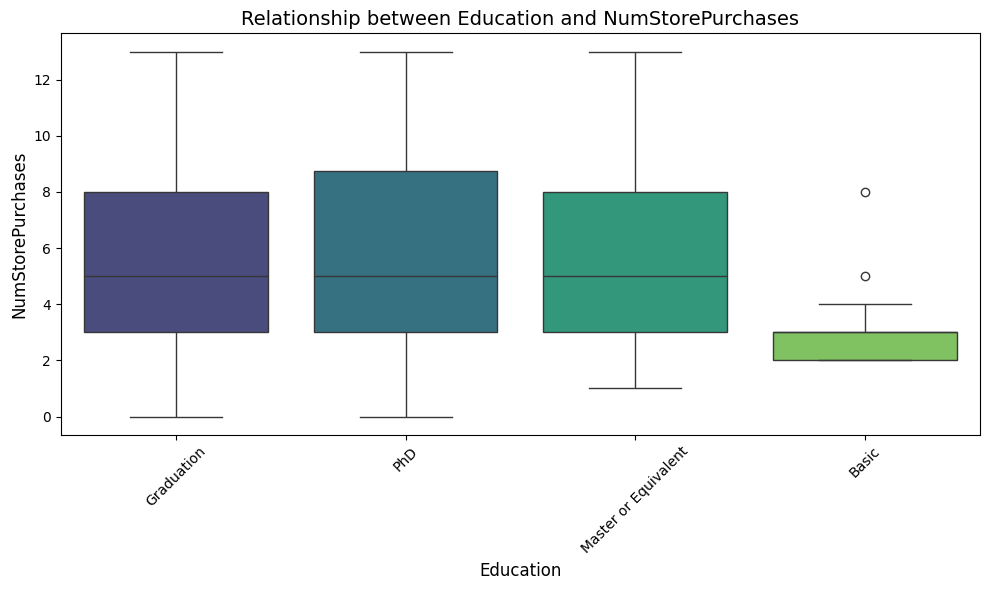 Relationship between Education and NumStorePurchases
NumStorePurchases
12
10
8
6
4
2
0
Graduation
PhD
Master or Equivalent
Basic
Education